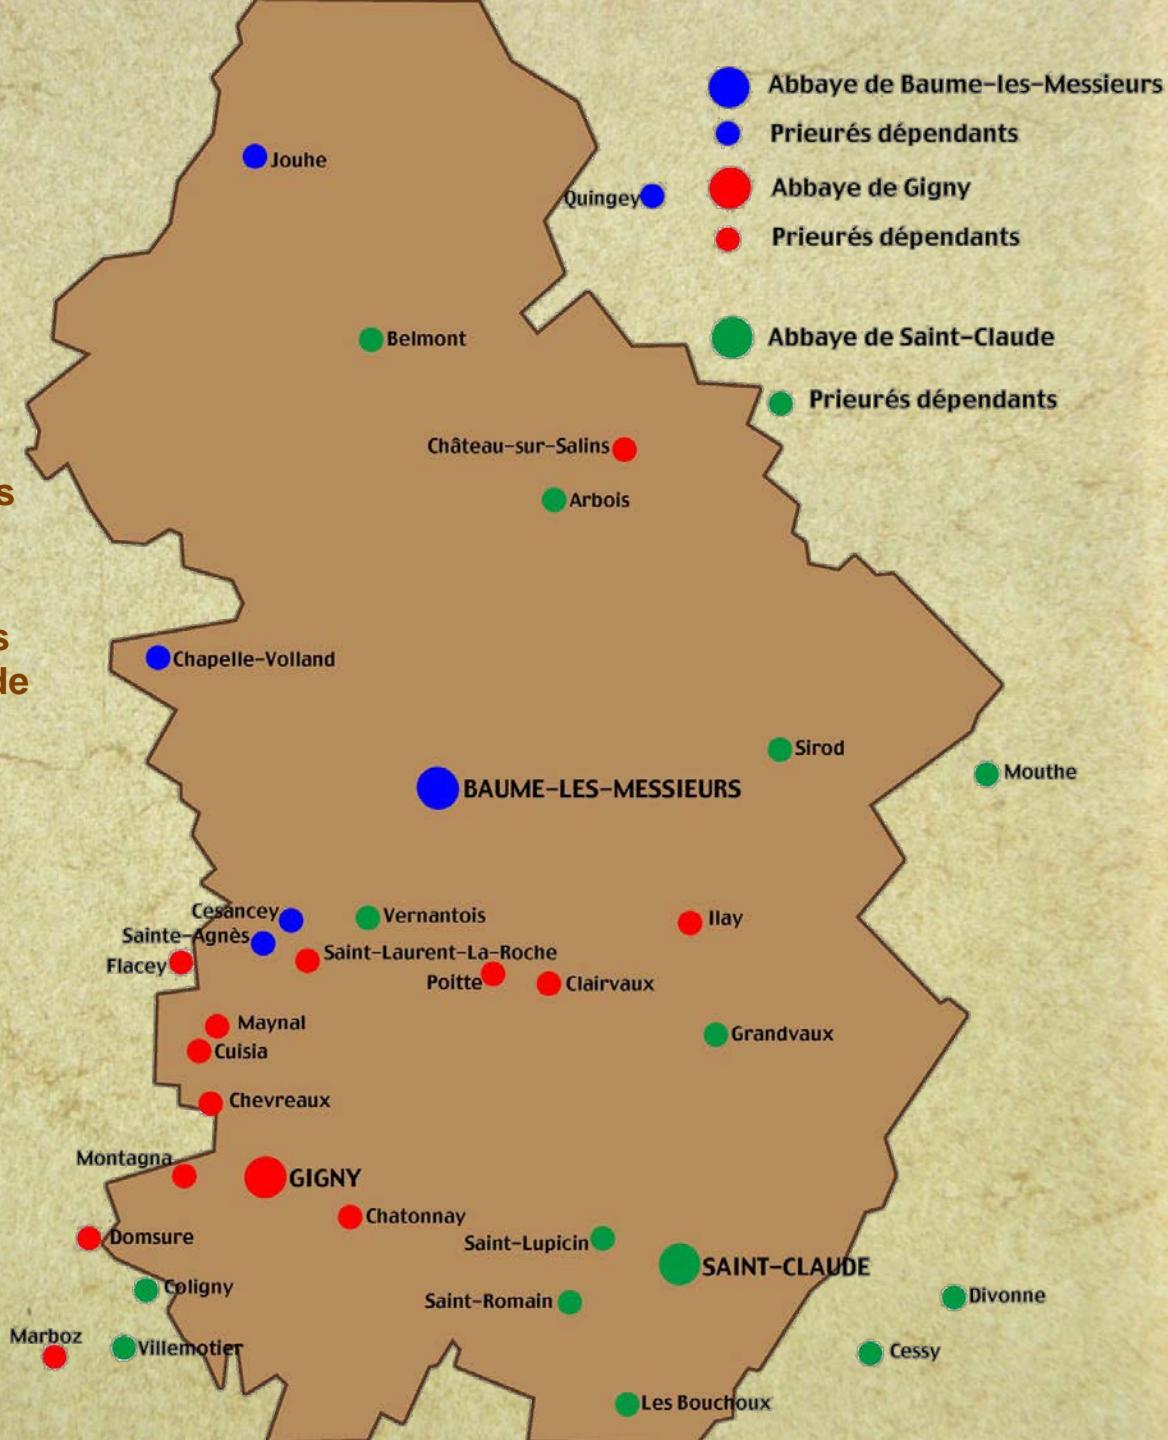 Abbaye de Baume-les-Messieurs
Prieurés dépendants
Jouhe
Abbaye de Gigny
Quingey
Prieurés dépendants
Belmont
Abbaye de Saint-Claude
Prieurés dépendants
Château-sur-Salins
s
Arbois
s
de
Chapelle-Volland
Sirod
Mouthe
BAUME-LES-MESSIEURS
Cesancey
Vernantois
Ilay
Sainte-Agnès
Saint-Laurent-La-Roche
Flacey
Poitte
Clairvaux
Maynal
Grandvaux
Cuisia
Chevreaux
Montagna
GIGNY
Chatonnay
Domsure
Saint-Lupicin
SAINT-CLAUDE
Coligny
Divonne
Saint-Romain
Marboz
Villemotier
Cessy
Les Bouchoux